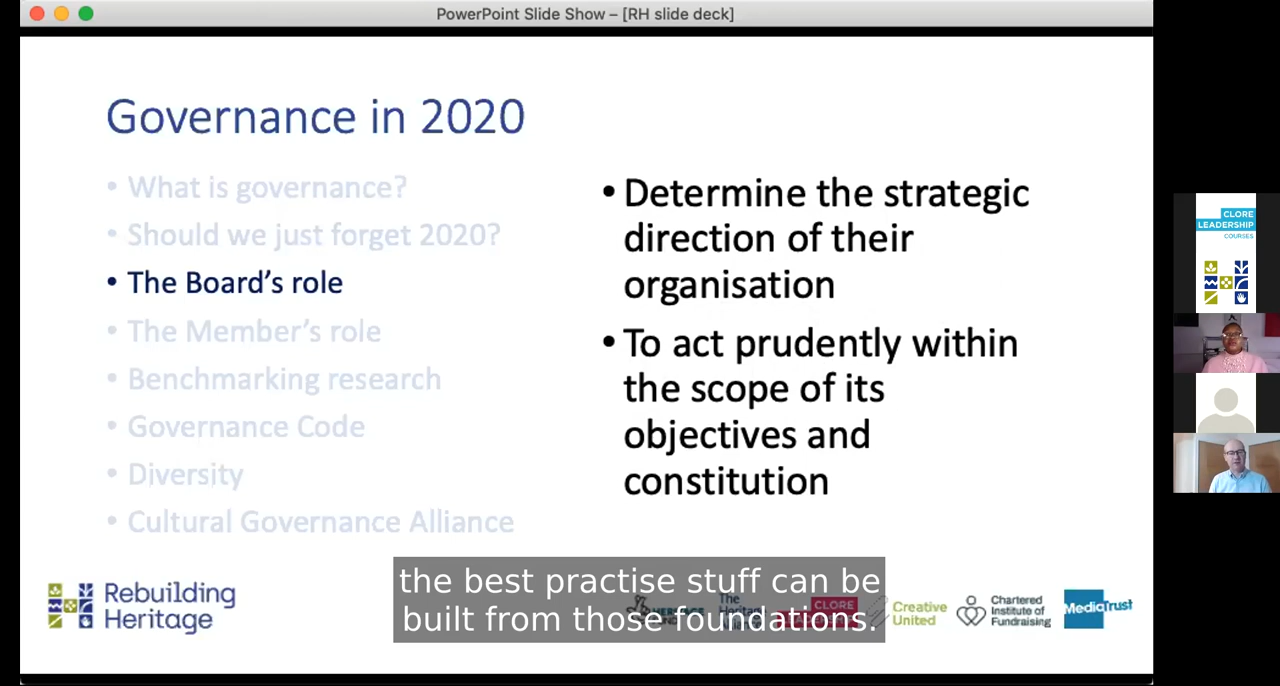 PowerPoint Slide Show – [RH slide deck]
Governance in 2020
• What is governance?
• Should we just forget 2020?
• The Board's role
• The Member's role
• Benchmarking research
• Governance Code
• Diversity
• Cultural Governance Alliance
• Determine the strategic
direction of their
organisation
• To act prudently within
the scope of its
objectives and
constitution
CLORE
LEADERSHIP
COURSES
the best practise stuff can be
built from those foundations.
Rebuilding
Heritage
CLORE
Creative
United
Chartered
Institute of
Fundraising
MediaTrust